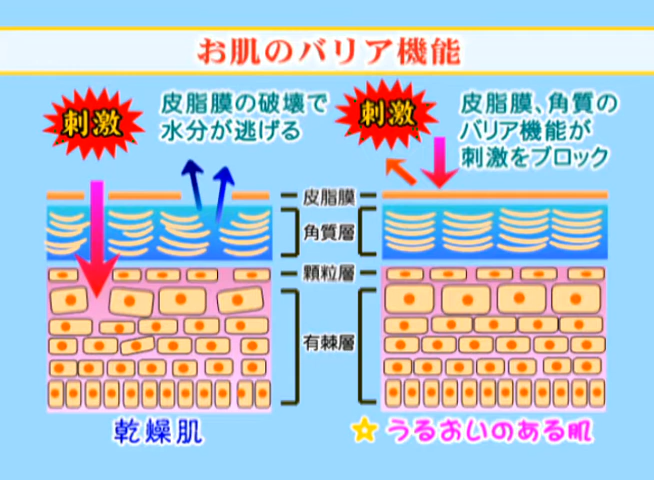 お肌のバリア機能
刺激
皮脂膜の破壊で
水分が逃げる
刺激
皮脂膜、角質の
バリア機能が
刺激をブロック
皮脂膜
角質層
顆粒層
有棘層
乾燥肌
うるおいのある肌